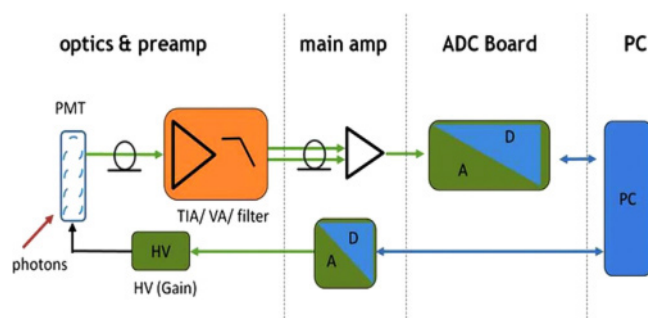 optics & preamp
main amp
ADC Board
PC
PMT
D
A
PC
TIA/ VA/ filter
photons
HV
HV (Gain)
D
A